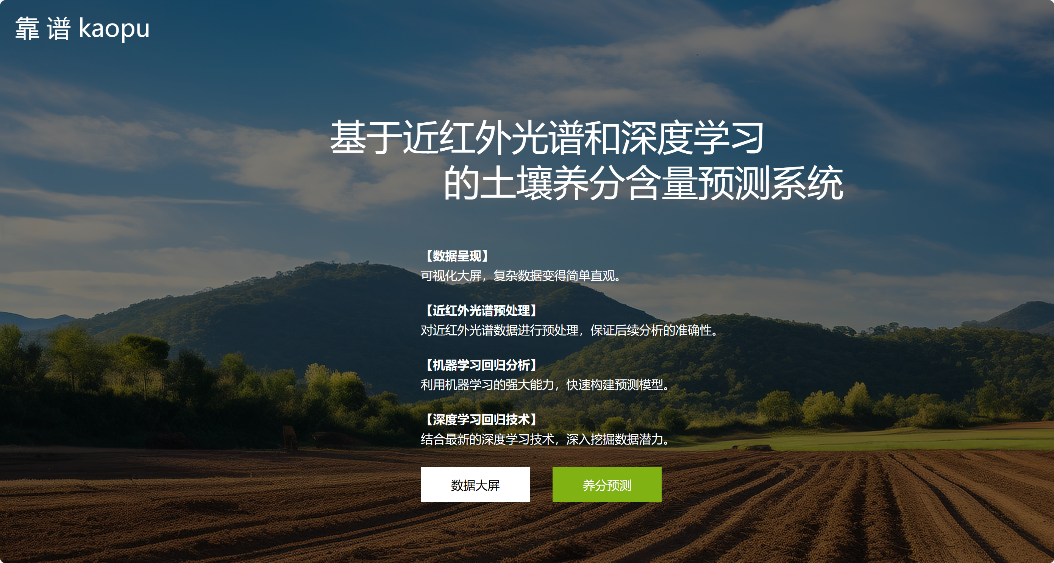 靠 谱 kaopu
基于近红外光谱和深度学习
的土壤养分含量预测系统
【数据呈现】
可视化大屏，复杂数据变得简单直观。
【近红外光谱预处理】
对近红外光谱数据进行预处理，保证后续分析的准确性。
【机器学习回归分析】
利用机器学习的强大能力，快速构建预测模型。
【深度学习回归技术】
结合最新的深度学习技术，深入挖掘数据潜力。
数据大屏
养分预测